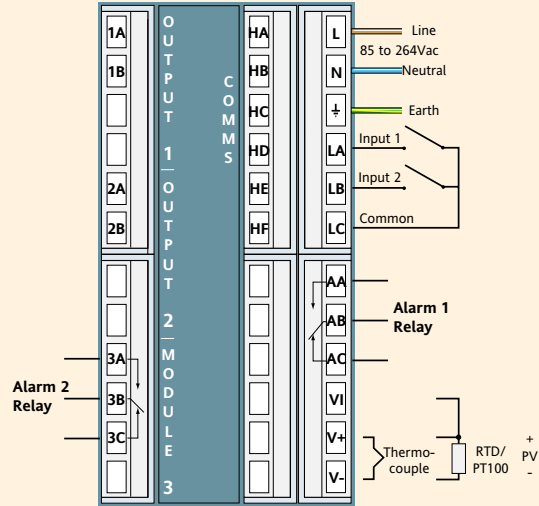 1A
1B
2A
2B
3A
3B
3C
Alarm 2
Relay
OUTPUT 1
OUTPUT 2
MODULE 3
COMMS
HA
HB
HC
HD
HE
HF
L
N
LA
LB
LC
AA
AB
AC
VI
V+
V-
Line
85 to 264Vac
Neutral
Earth
Input 1
Input 2
Common
Alarm 1
Relay
Thermo-
couple
RTD/
PT100
+
PV
-